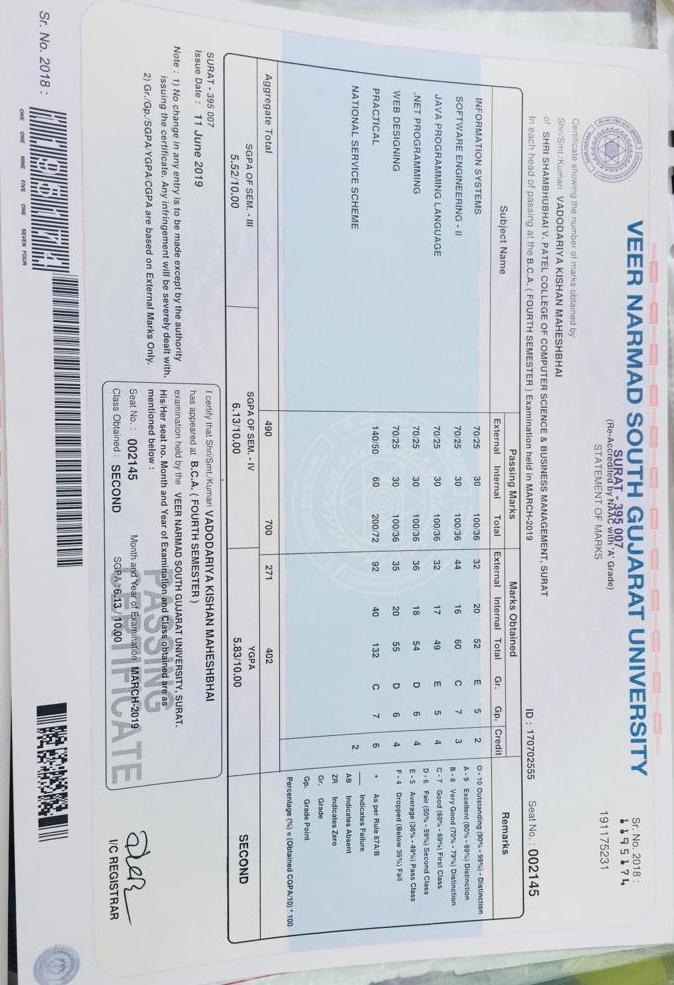 VEER NARMAD SOUTH GUJARAT UNIVERSITY
SURAT - 395 007
(Re-Accredited by NAAC with 'A' Grade)
STATEMENT OF MARKS
Sr. No. 2018 :
1195174
191175231
Certificate showing the number of marks obtained by
Shri/Smt./Kumari VADODARIYA KISHAN MAHESHBHAI
of SHRI SHAMBHUBHAI V. PATEL COLLEGE OF COMPUTER SCIENCE & BUSINESS MANAGEMENT, SURAT
In each head of passing at the B.C.A. ( FOURTH SEMESTER ) Examination held in MARCH-2019
ID : 170702555 Seat No. : 002145
Subject Name Passing Marks Marks Obtained Remarks
External Internal Total External Internal Total Gr. Gp. Credit
INFORMATION SYSTEMS 70/25 30 100/36 32 20 52 E 5 2
SOFTWARE ENGINEERING - II 70/25 30 100/36 44 16 60 C 7 3
JAVA PROGRAMMING LANGUAGE 70/25 30 100/36 32 17 49 E 5 4
.NET PROGRAMMING 70/25 30 100/36 36 18 54 D 6 4
WEB DESIGNING 70/25 30 100/36 35 20 55 D 6 4
PRACTICAL 140/50 60 200/72 92 40 132 C 7 6
NATIONAL SERVICE SCHEME 2
O - 10 Outstanding (90% - 99%) - Distinction
A - 9 Excellent (80% - 89%) Distinction
B - 8 Very Good (70% - 79%) Distinction
C - 7 Good (60% - 69%) First Class
D - 6 Fair (50% - 59%) Second Class
E - 5 Average (36% - 49%) Pass Class
F - 4 Dropped (Below 36%) Fail
* As per Rule 67A/B
___ Indicates Failure
AB Indicates Absent
ZR Indicates Zero
Gr. Grade
Gp. Grade Point
Percentage (%) = (Obtained CGPA/10) * 100
Aggregate Total 490 700 271 402
SGPA OF SEM. - III SGPA OF SEM. - IV YGPA
5.52/10.00 6.13/10.00 5.83/10.00 SECOND
SURAT - 395 007
Issue Date : 11 June 2019
Note : 1) No change in any entry is to be made except by the authority
issuing the certificate. Any infringement will be severely dealt with.
2) Gr./Gp./SGPA/YGPA/CGPA are based on External Marks Only.
I certify that Shri/Smt./Kumari VADODARIYA KISHAN MAHESHBHAI
has appeared at B.C.A. ( FOURTH SEMESTER )
examination held by the VEER NARMAD SOUTH GUJARAT UNIVERSITY, SURAT.
His/Her seat no. Month and Year of Examination and Class obtained are as
mentioned below :
Seat No. : 002145 Month and Year of Examination MARCH-2019
Class Obtained : SECOND SGPA : 6.13 / 10.00
PASSING
CERTIFICATE
I/C REGISTRAR
Sr. No. 2018 :
1195174
ONE ONE NINE FIVE ONE SEVEN FOUR